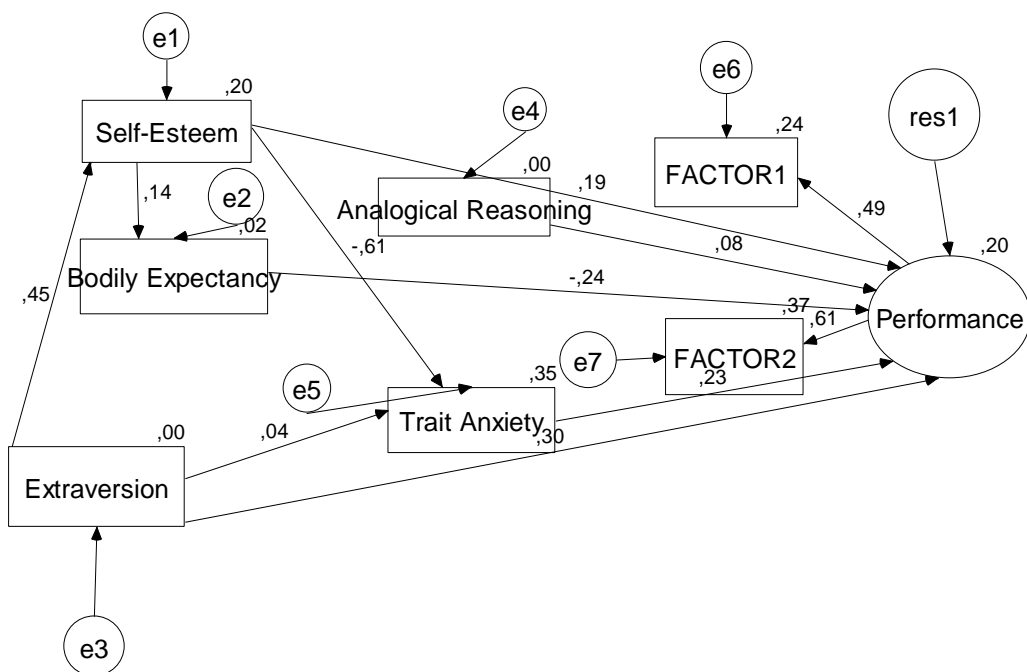 e1
,20
Self-Esteem
e6
e4
res1
,24
FACTOR1
,00
,14
e2
Analogical Reasoning
,19
,49
,02
,08
,20
-,61
Bodily Expectancy
-,24
,45
,37
,61
Performance
FACTOR2
e7
e5
,35
,23
Trait Anxiety
,00
,04
,30
Extraversion
e3